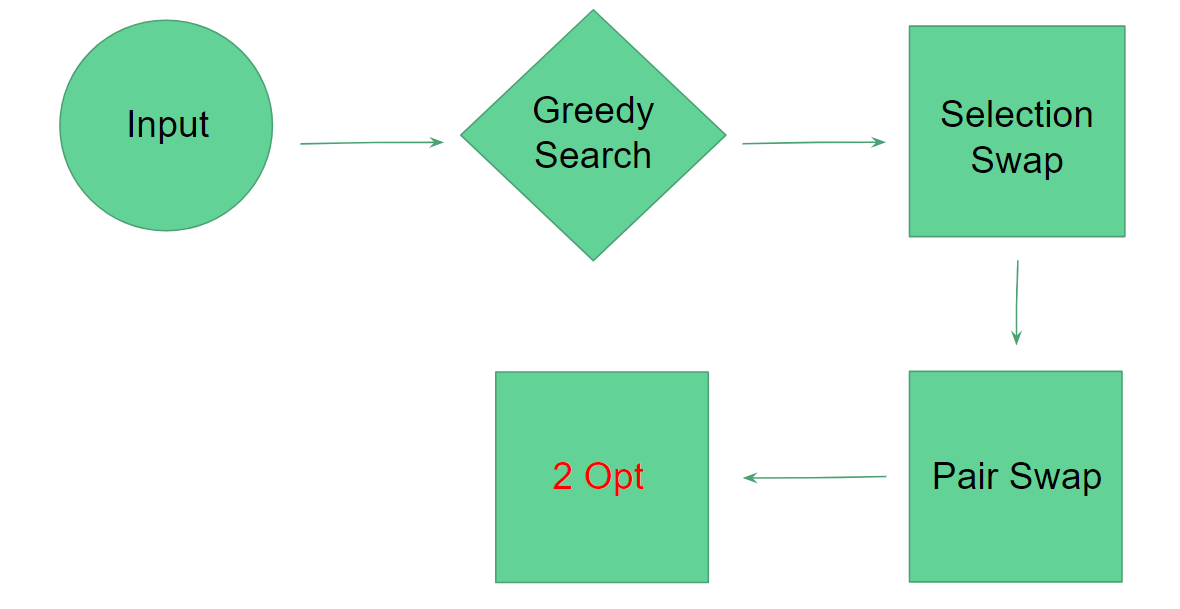 Input
Greedy
Search
Selection
Swap
Pair Swap
2 Opt